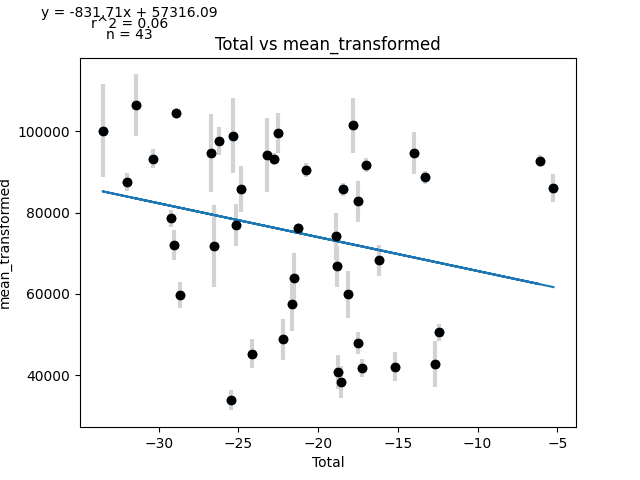 y = -831.71x + 57316.09
r^2 = 0.06
n = 43
Total vs mean_transformed
100000
80000
60000
40000
mean_transformed
−30
−25
−20
−15
−10
−5
Total